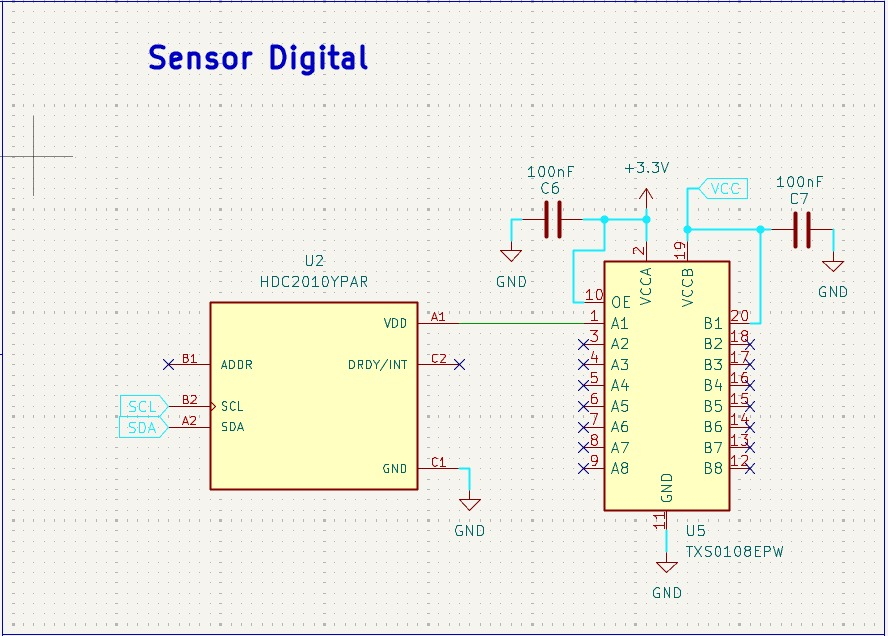 Sensor Digital
100nF
C6
+3.3V
VCC
100nF
C7
GND
GND
U2
HDC2010YPAR
2
19
VCCA
VCCB
10 OE
VDD A1
1 A1
B1 20
3 A2
B2 18
B1 ADDR
DRDY/INT C2
4 A3
B3 17
5 A4
B4 16
SCL B2 SCL
6 A5
B5 15
SDA A2 SDA
7 A6
B6 14
8 A7
B7 13
GND C1
9 A8
B8 12
GND
11
GND
U5
TXS0108EPW
GND